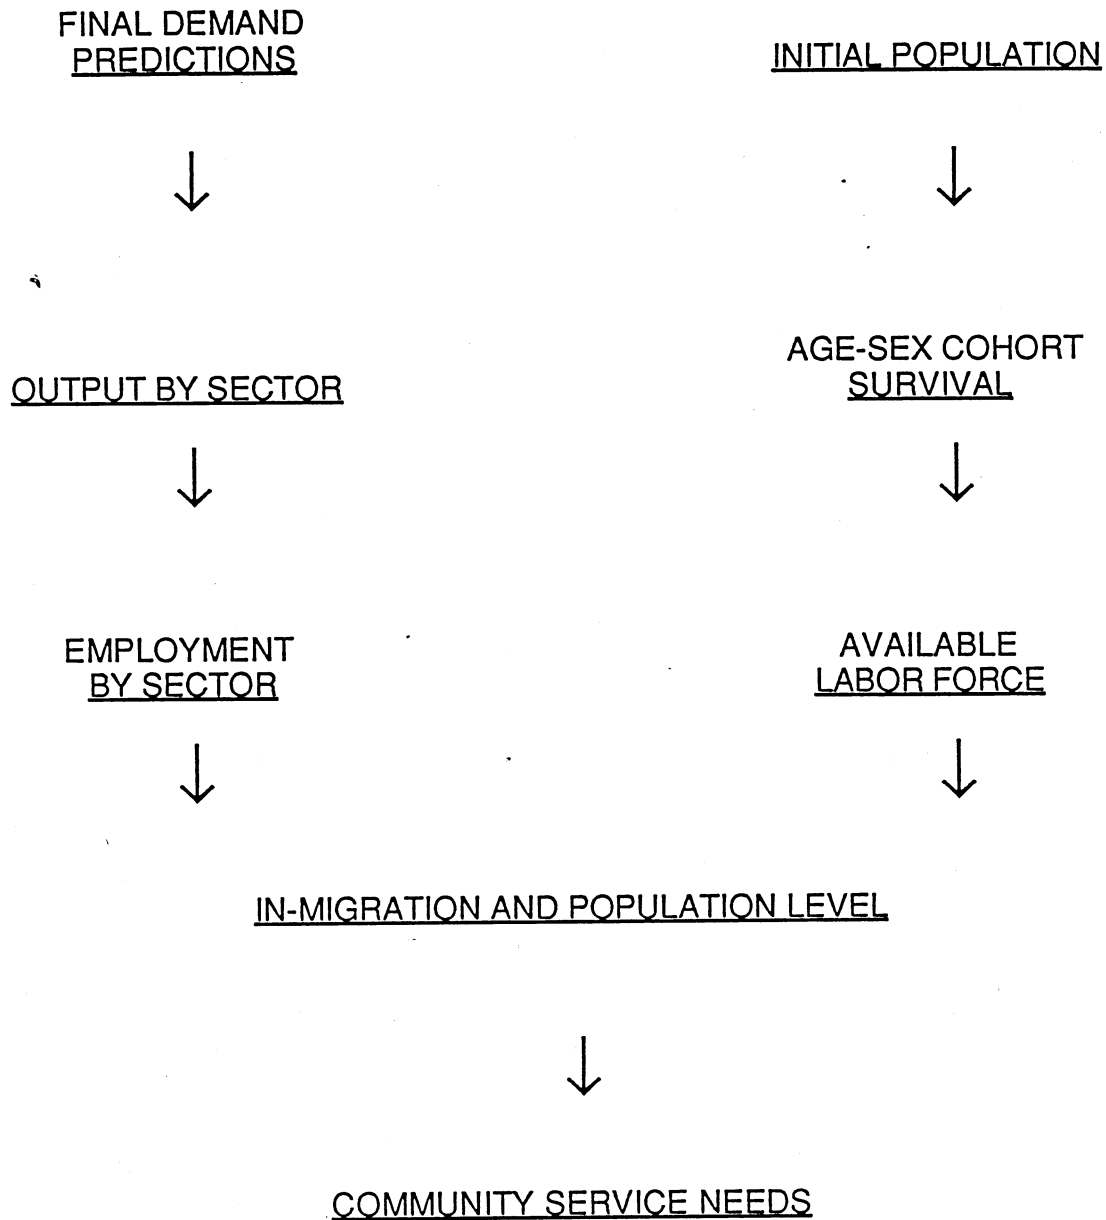 FINAL DEMAND
PREDICTIONS
INITIAL POPULATION
OUTPUT BY SECTOR
AGE-SEX COHORT
SURVIVAL
EMPLOYMENT
BY SECTOR
AVAILABLE
LABOR FORCE
IN-MIGRATION AND POPULATION LEVEL
COMMUNITY SERVICE NEEDS